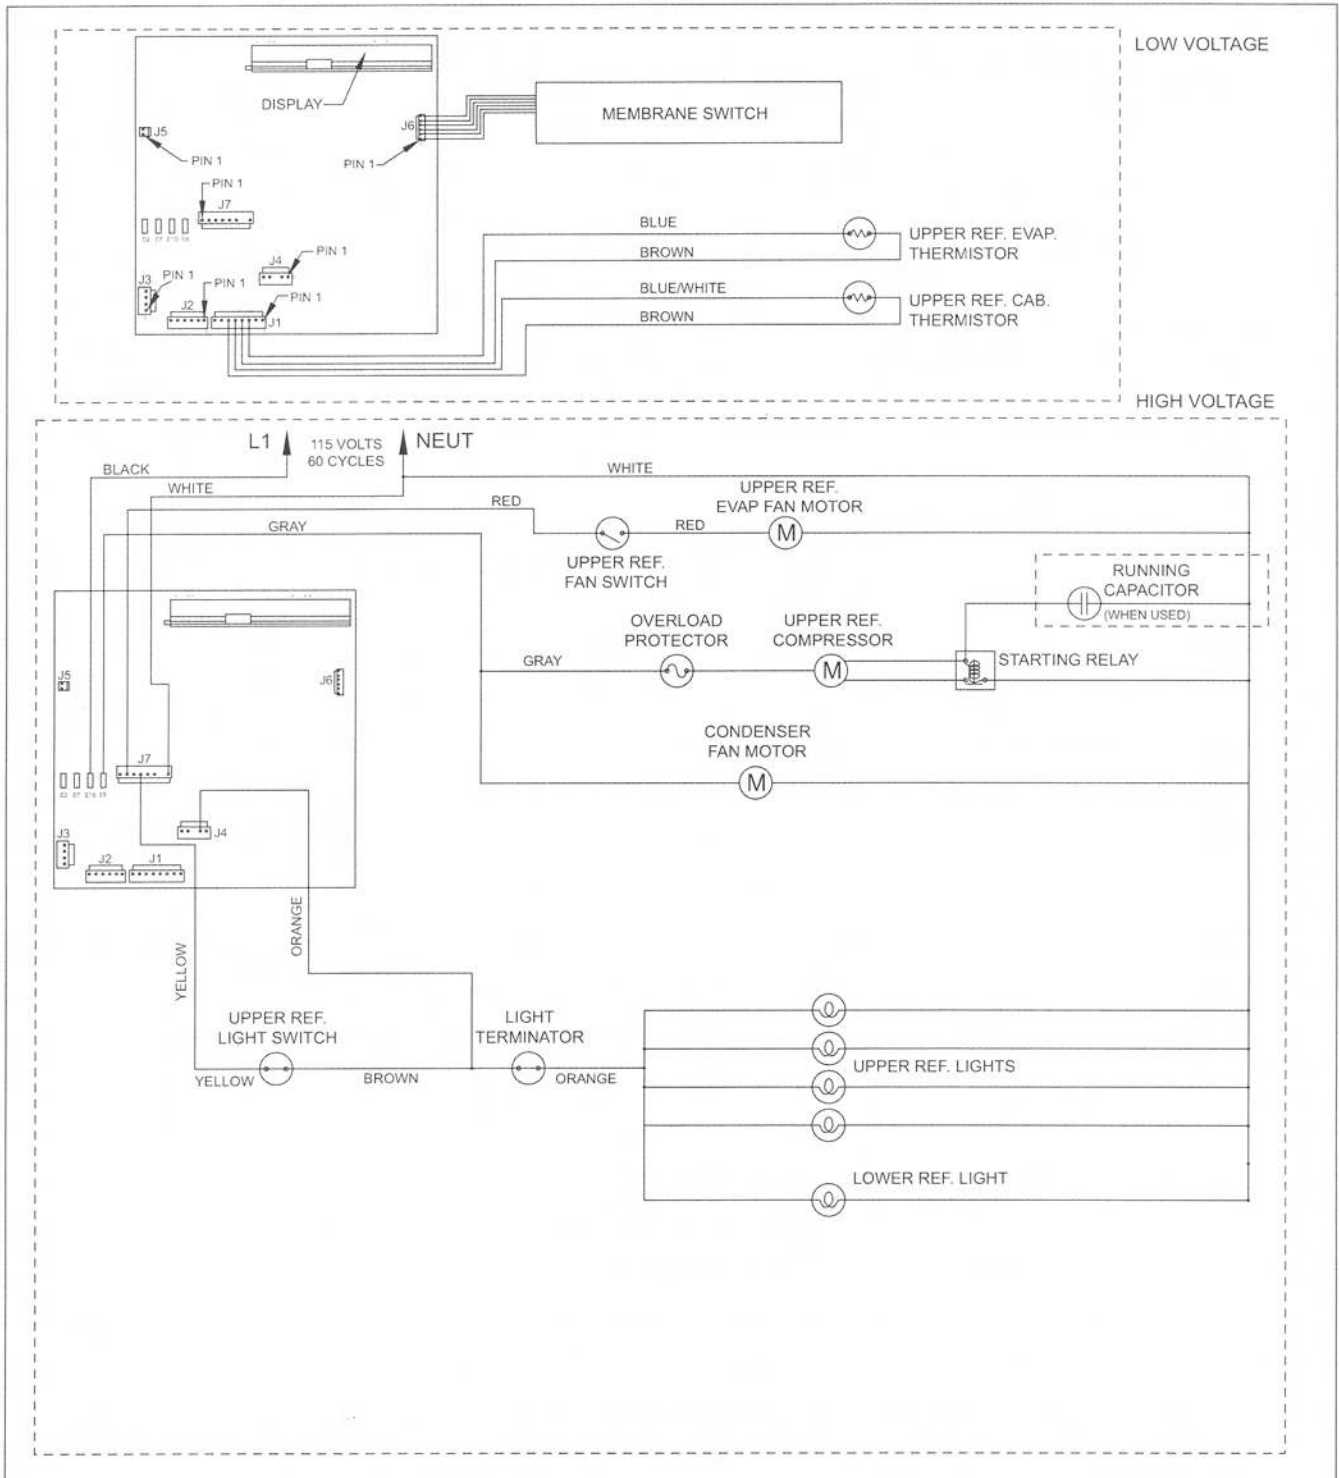 LOW VOLTAGE
DISPLAY
MEMBRANE SWITCH
J5
J6
PIN 1
PIN 1
PIN 1
J7
BLUE
UPPER REF. EVAP.
THERMISTOR
BROWN
J4
PIN 1
J3
PIN 1
PIN 1
BLUE/WHITE
UPPER REF. CAB.
THERMISTOR
J2
PIN 1
J1
BROWN
HIGH VOLTAGE
L1
115 VOLTS
60 CYCLES
NEUT
BLACK
WHITE
WHITE
RED
GRAY
UPPER REF.
EVAP FAN MOTOR
RED
UPPER REF.
FAN SWITCH
RUNNING
CAPACITOR
(WHEN USED)
OVERLOAD
PROTECTOR
UPPER REF.
COMPRESSOR
GRAY
STARTING RELAY
J5
J6
CONDENSER
FAN MOTOR
M
M
M
J7
J4
J3
J2
J1
YELLOW
ORANGE
UPPER REF.
LIGHT SWITCH
LIGHT
TERMINATOR
YELLOW
BROWN
ORANGE
UPPER REF. LIGHTS
LOWER REF. LIGHT